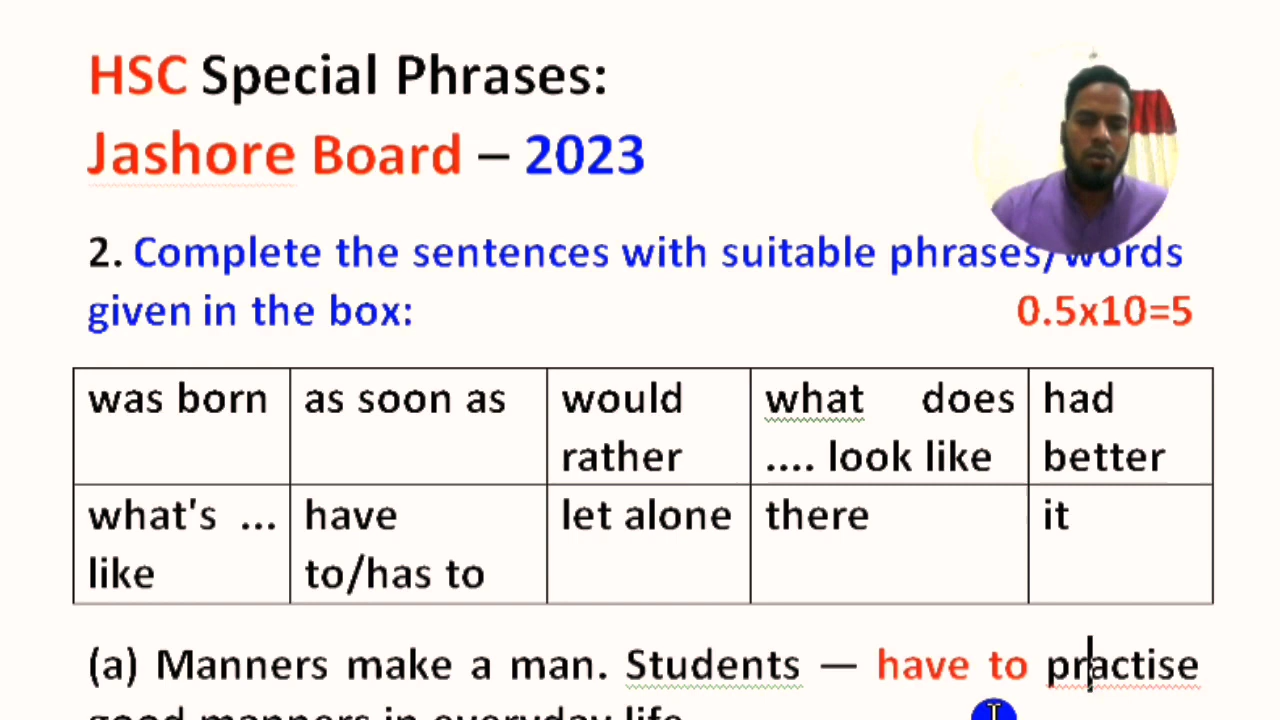 HSC Special Phrases:
Jashore Board – 2023
2. Complete the sentences with suitable phrases/words
given in the box: 0.5x10=5
was born as soon as would rather what does .... look like had better
what's ... like have to/has to let alone there it
(a) Manners make a man. Students — have to practise
good manners in everyday life.